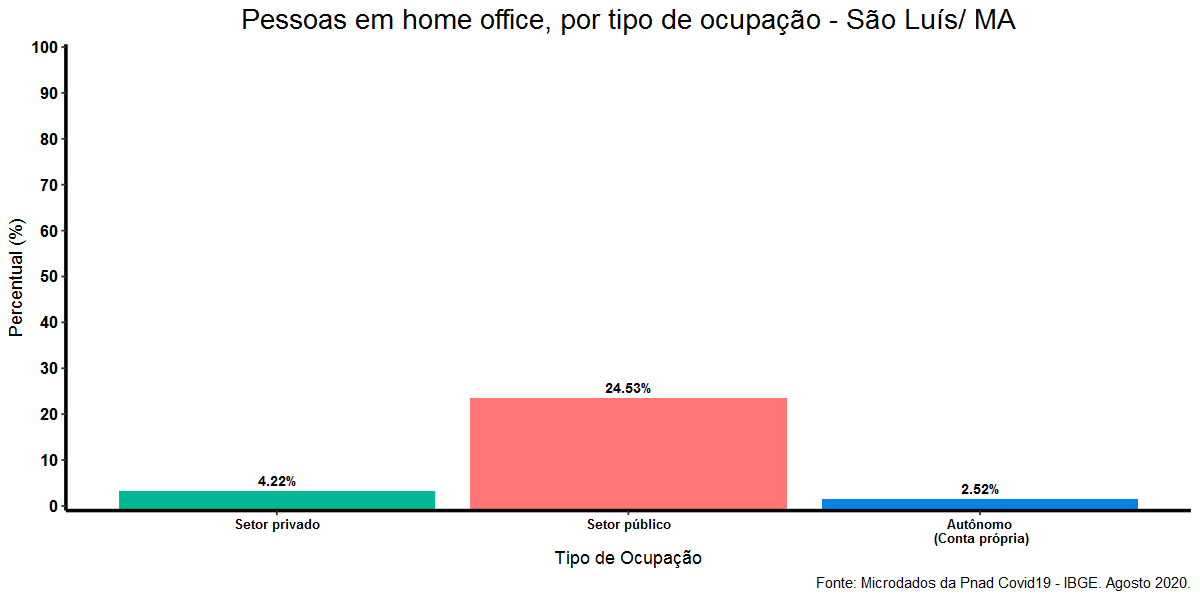 Pessoas em home office, por tipo de ocupação - São Luís/ MA
Percentual (%)
100
90
80
70
60
50
40
30
20
10
0
4.22%
24.53%
2.52%
Setor privado
Setor público
Autônomo
(Conta própria)
Tipo de Ocupação
Fonte: Microdados da Pnad Covid19 - IBGE. Agosto 2020.